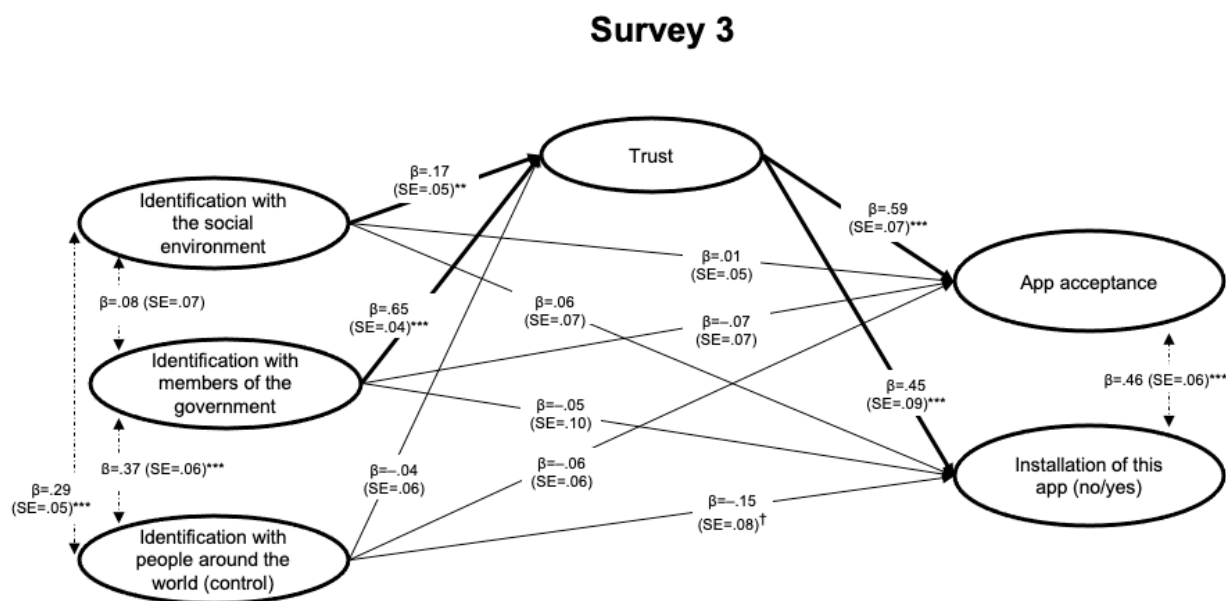 Survey 3
Trust
β=.17
(SE=.05)**
Identification with
the social
environment
β=.59
(SE=.07)***
β=.01
(SE=.05)
App acceptance
β=.08 (SE=.07)
β=.65
(SE=.04)***
β=.06
(SE=.07)
β=–.07
(SE=.07)
Identification with
members of the
government
β=.45
(SE=.09)***
β=.46 (SE=.06)***
β=–.05
(SE=.10)
β=.37 (SE=.06)***
β=–.04
(SE=.06)
β=–.06
(SE=.06)
Installation of this
app (no/yes)
β=.29
(SE=.05)***
β=–.15
(SE=.08)†
Identification with
people around the
world (control)